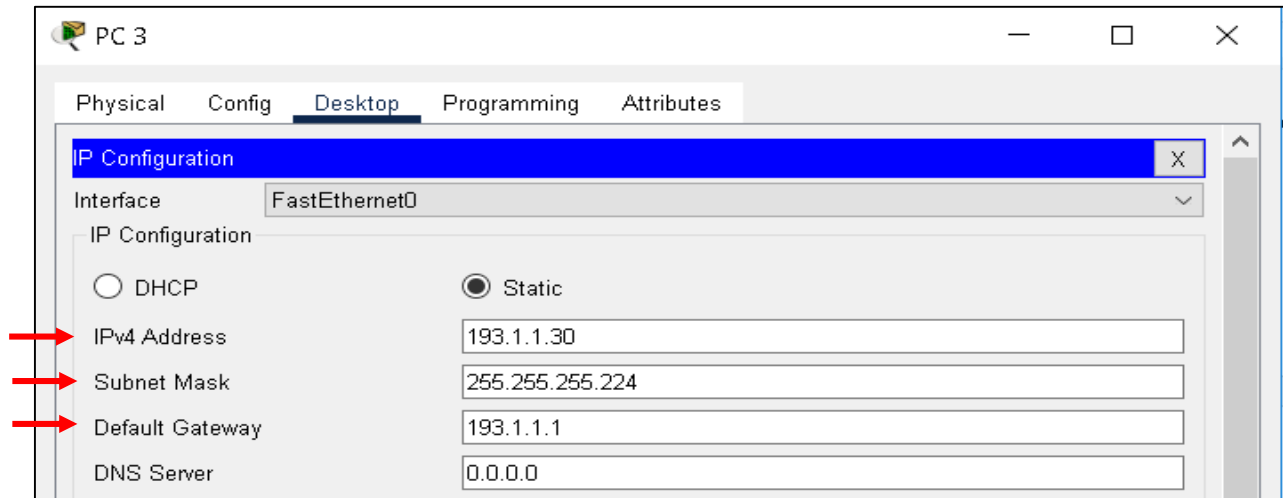 PC 3
Physical Config Desktop Programming Attributes
IP Configuration X
Interface FastEthernet0
IP Configuration
DHCP Static
IPv4 Address 193.1.1.30
Subnet Mask 255.255.255.224
Default Gateway 193.1.1.1
DNS Server 0.0.0.0